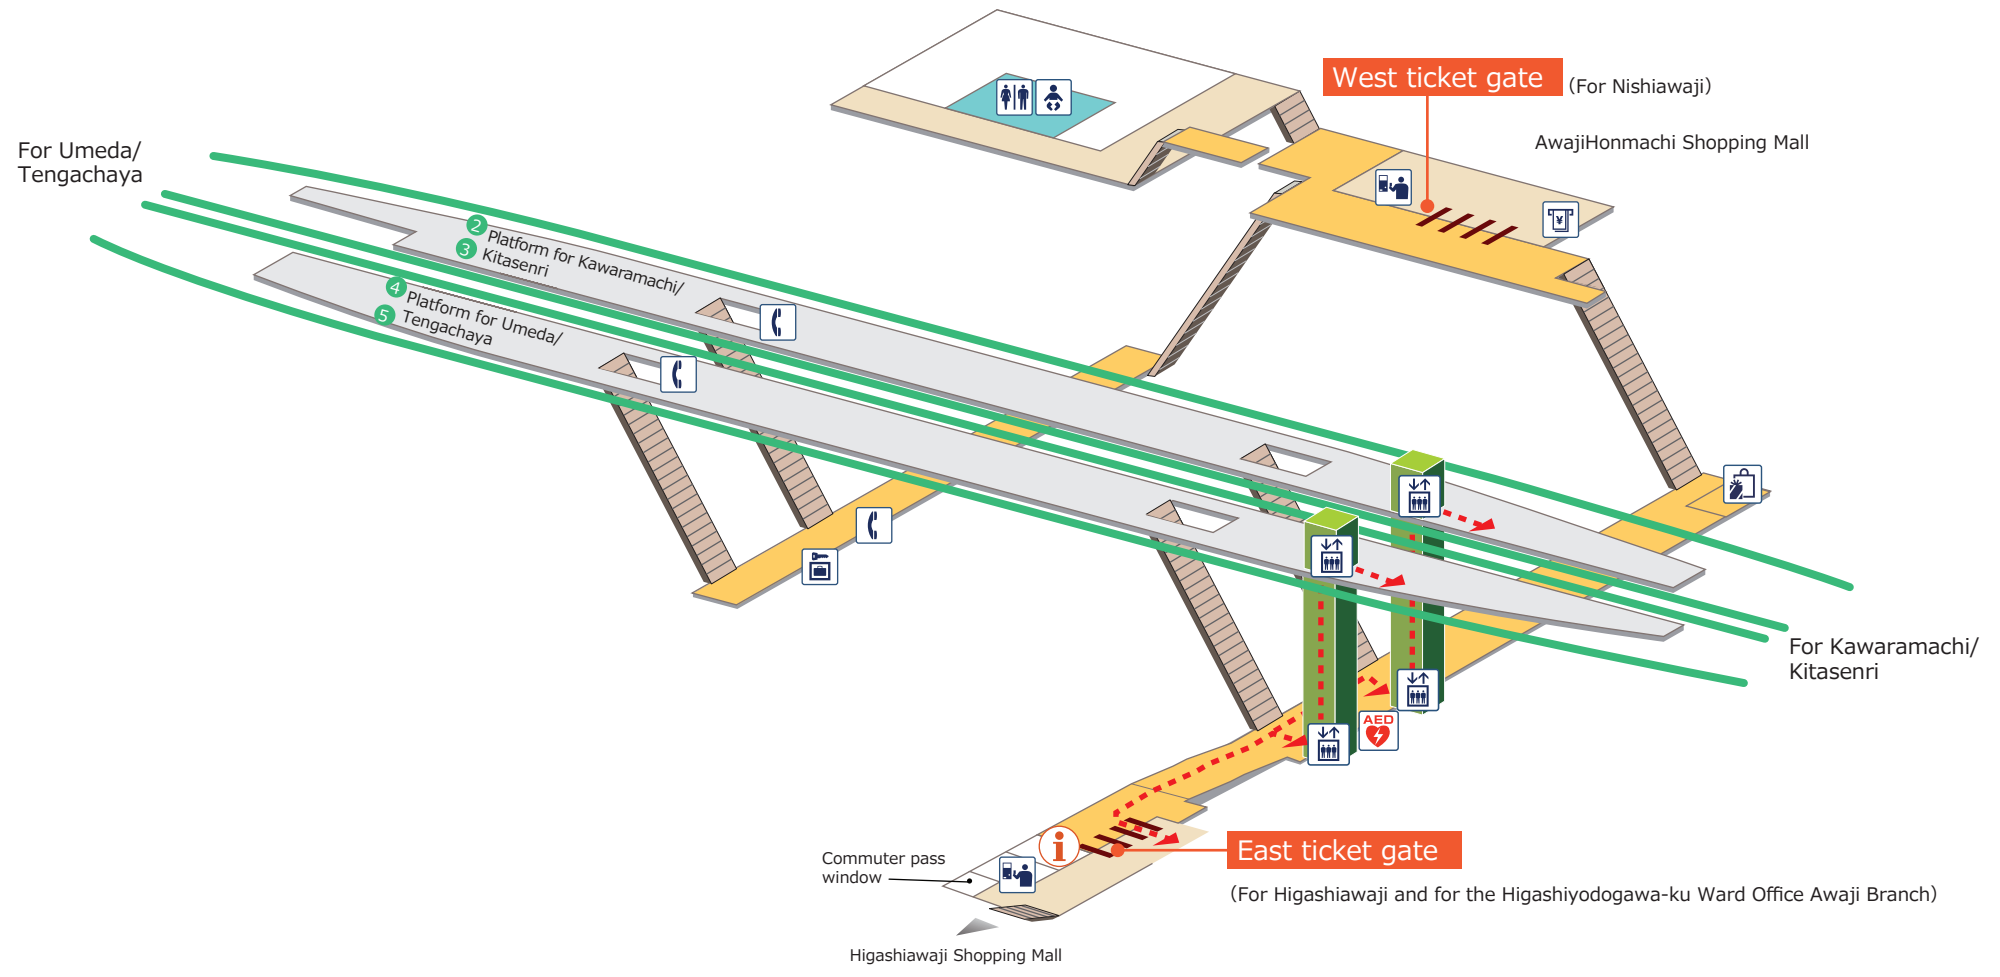 West ticket gate
(For Nishiawaji)
AwajiHonmachi Shopping Mall
For Umeda/
Tengachaya
2
Platform for Kawaramachi/
3
Kitasenri
4
Platform for Umeda/
5
Tengachaya
¥
For Kawaramachi/
Kitasenri
AED
i
East ticket gate
Commuter pass
window
(For Higashiawaji and for the Higashiyodogawa-ku Ward Office Awaji Branch)
Higashiawaji Shopping Mall